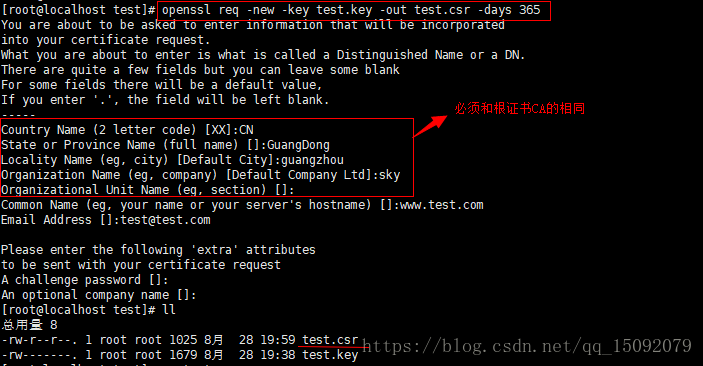 [root@localhost test]# openssl req -new -key test.key -out test.csr -days 365
You are about to be asked to enter information that will be incorporated
into your certificate request.
What you are about to enter is what is called a Distinguished Name or a DN.
There are quite a few fields but you can leave some blank
For some fields there will be a default value,
If you enter '.', the field will be left blank.
-----
必须和根证书CA的相同
Country Name (2 letter code) [XX]:CN
State or Province Name (full name) []:GuangDong
Locality Name (eg, city) [Default City]:guangzhou
Organization Name (eg, company) [Default Company Ltd]:sky
Organizational Unit Name (eg, section) []:
Common Name (eg, your name or your server's hostname) []:www.test.com
Email Address []:test@test.com
Please enter the following 'extra' attributes
to be sent with your certificate request
A challenge password []:
An optional company name []:
[root@localhost test]# ll
总用量 8
-rw-r--r--. 1 root root 1025 8月  28 19:59 test.csr
-rw-------. 1 root root 1679 8月  28 19:38 test.key
https://blog.csdn.net/qq_15092079